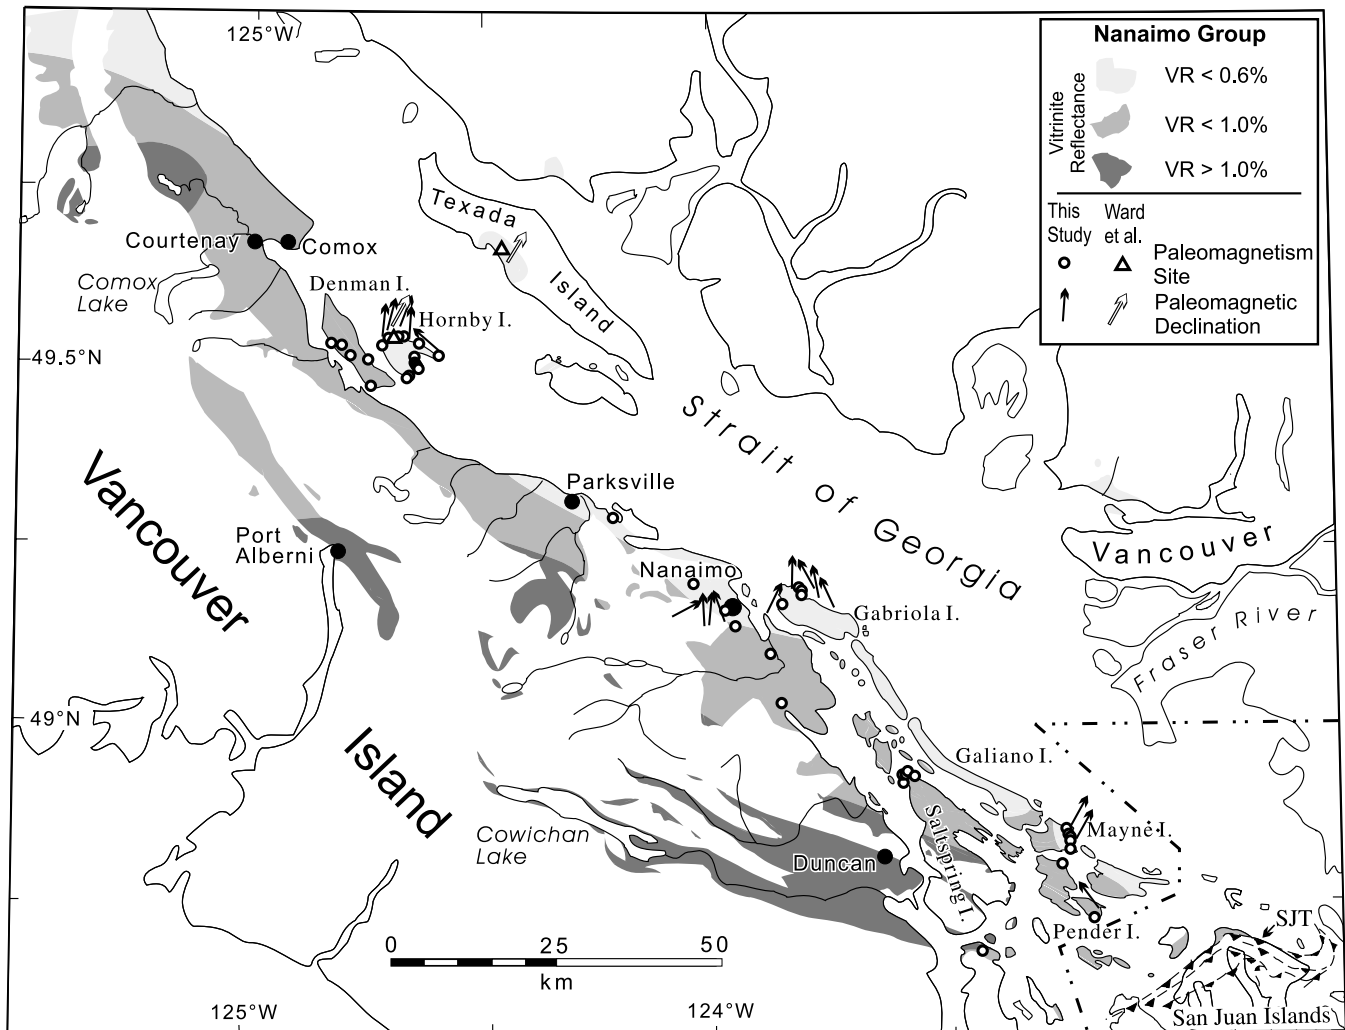 125°W
Nanaimo Group
Vitrinite
Reflectance
VR < 0.6%
VR < 1.0%
VR > 1.0%
This
Study
Ward
et al.
Paleomagnetism
Site
Paleomagnetic
Declination
Texada
Island
Courtenay
Comox
Comox
Lake
Denman I.
Hornby I.
49.5°N
Strait of Georgia
Vancouver
Island
Parksville
Port
Alberni
Nanaimo
Gabriola I.
Vancouver
Fraser River
49°N
Galiano I.
Saltspring I.
Mayne I.
Cowichan
Lake
Duncan
Pender I.
SJT
San Juan Islands
0 25 50
km
125°W
124°W